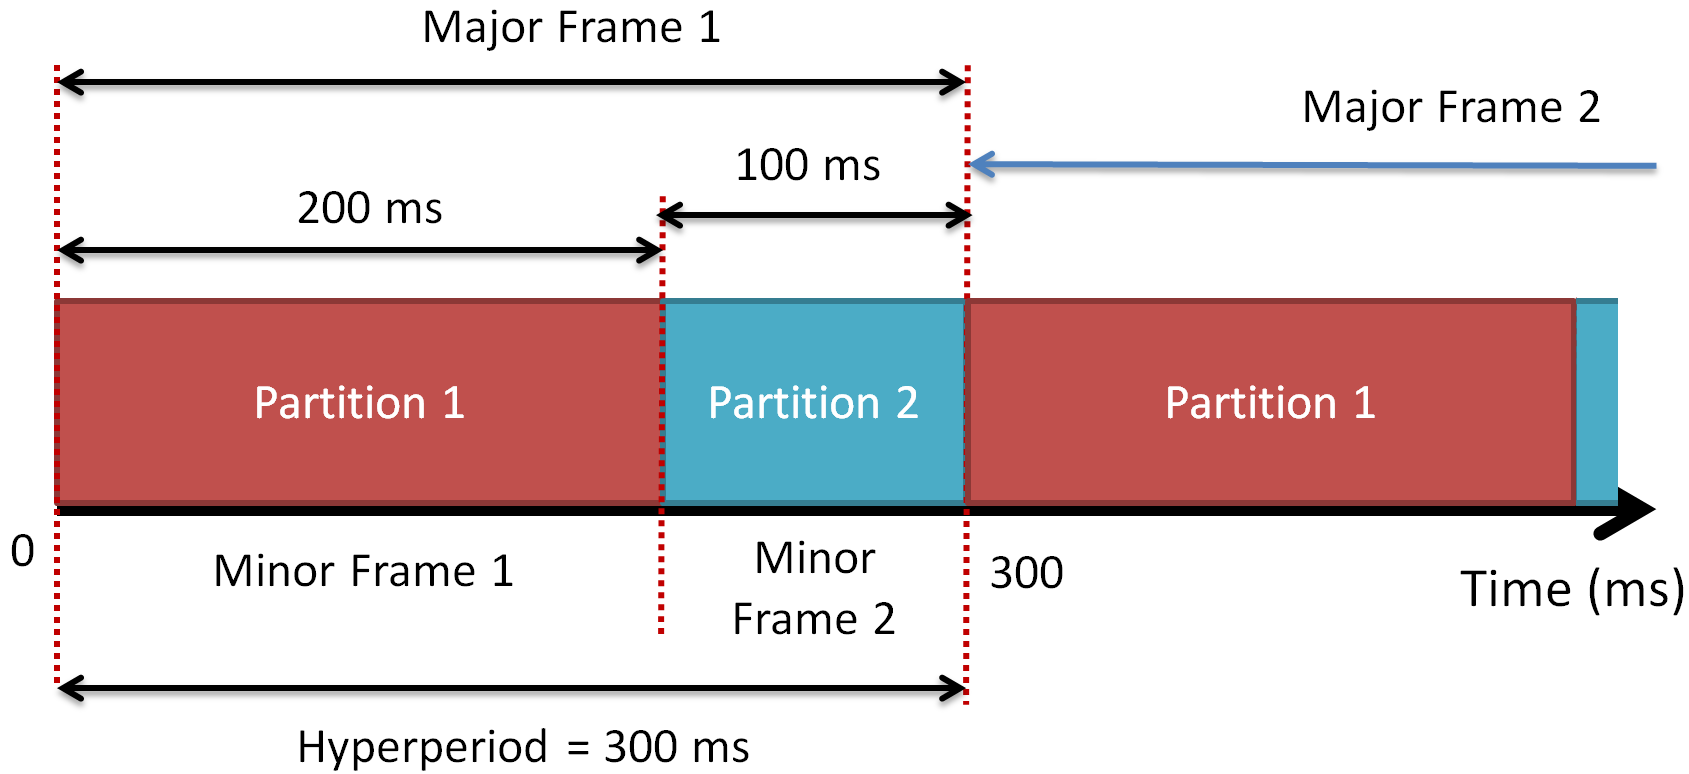 Major Frame 1
Major Frame 2
100 ms
200 ms
Partition 1
Partition 2
Partition 1
0
Minor Frame 1
Minor
Frame 2
300
Time (ms)
Hyperperiod = 300 ms